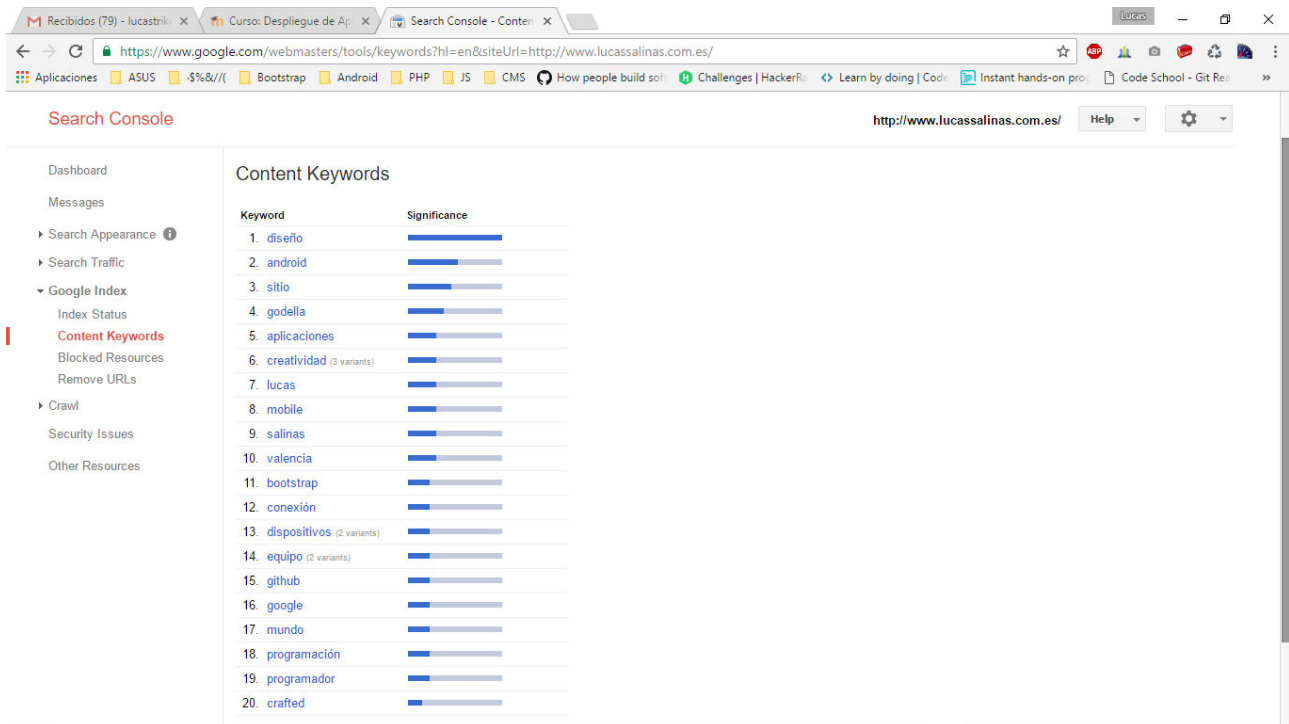 Recibidos (79) - lucastrik
Curso: Despliegue de Ap
Search Console - Conten
Lucas
https://www.google.com/webmasters/tools/keywords?hl=en&siteUrl=http://www.lucassalinas.com.es/
ABP
Aplicaciones ASUS -$%&//( Bootstrap Android PHP JS CMS How people build sof Challenges | HackerRa Learn by doing | Code Instant hands-on prog Code School - Git Rea »
Search Console http://www.lucassalinas.com.es/ Help
Dashboard
Messages
Search Appearance
Search Traffic
Google Index
Index Status
Content Keywords
Blocked Resources
Remove URLs
Crawl
Security Issues
Other Resources
Content Keywords
Keyword Significance
1. diseño
2. android
3. sitio
4. godella
5. aplicaciones
6. creatividad (3 variants)
7. lucas
8. mobile
9. salinas
10. valencia
11. bootstrap
12. conexión
13. dispositivos (2 variants)
14. equipo (2 variants)
15. github
16. google
17. mundo
18. programación
19. programador
20. crafted